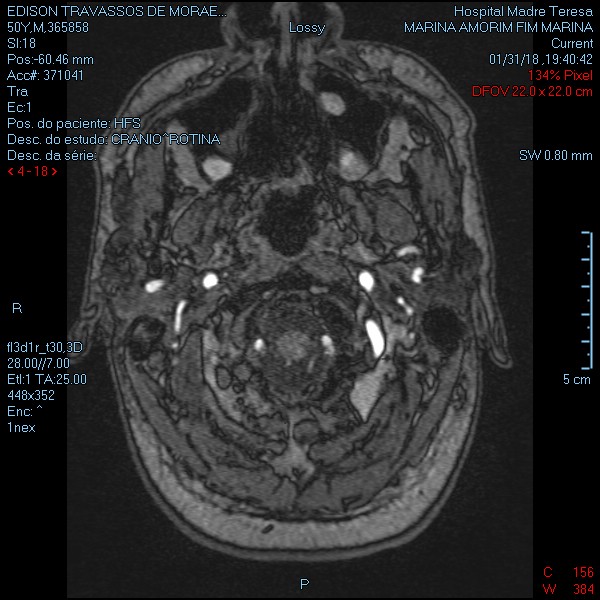 EDISON TRAVASSOS DE MORAE...
50Y,M,365858
Sl:18
Pos:-60.46 mm
Acc#: 371041
Tra
Ec:1
Pos. do paciente: HFS
Desc. do estudo: CRANIO^ROTINA
Desc. da série:
< 4 - 18 >
Lossy
Hospital Madre Teresa
MARINA AMORIM FIM MARINA
Current
01/31/18 ,19:40:42
134% Pixel
DFOV 22.0 x 22.0 cm
SW 0.80 mm
R
5 cm
fl3d1r_t30,3D
28.00//7.00
Etl:1 TA:25.00
448x352
Enc: ^
1nex
P
C 156
W 384